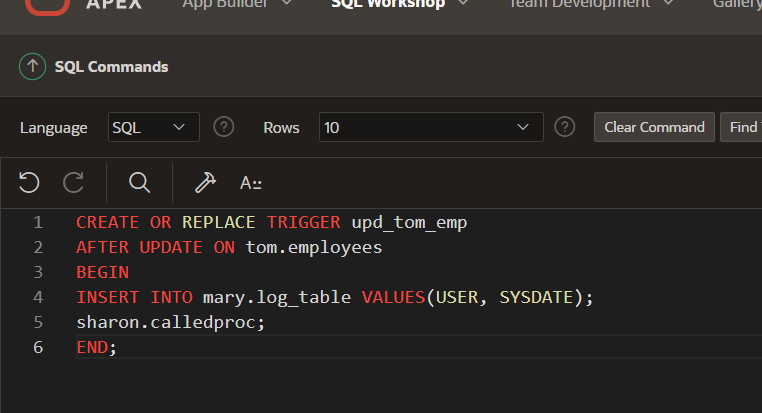 APEX App Builder SQL Workshop Team Development Gallery
SQL Commands
Language SQL Rows 10 Clear Command Find
A::
1 CREATE OR REPLACE TRIGGER upd_tom_emp
2 AFTER UPDATE ON tom.employees
3 BEGIN
4 INSERT INTO mary.log_table VALUES(USER, SYSDATE);
5 sharon.calledproc;
6 END;